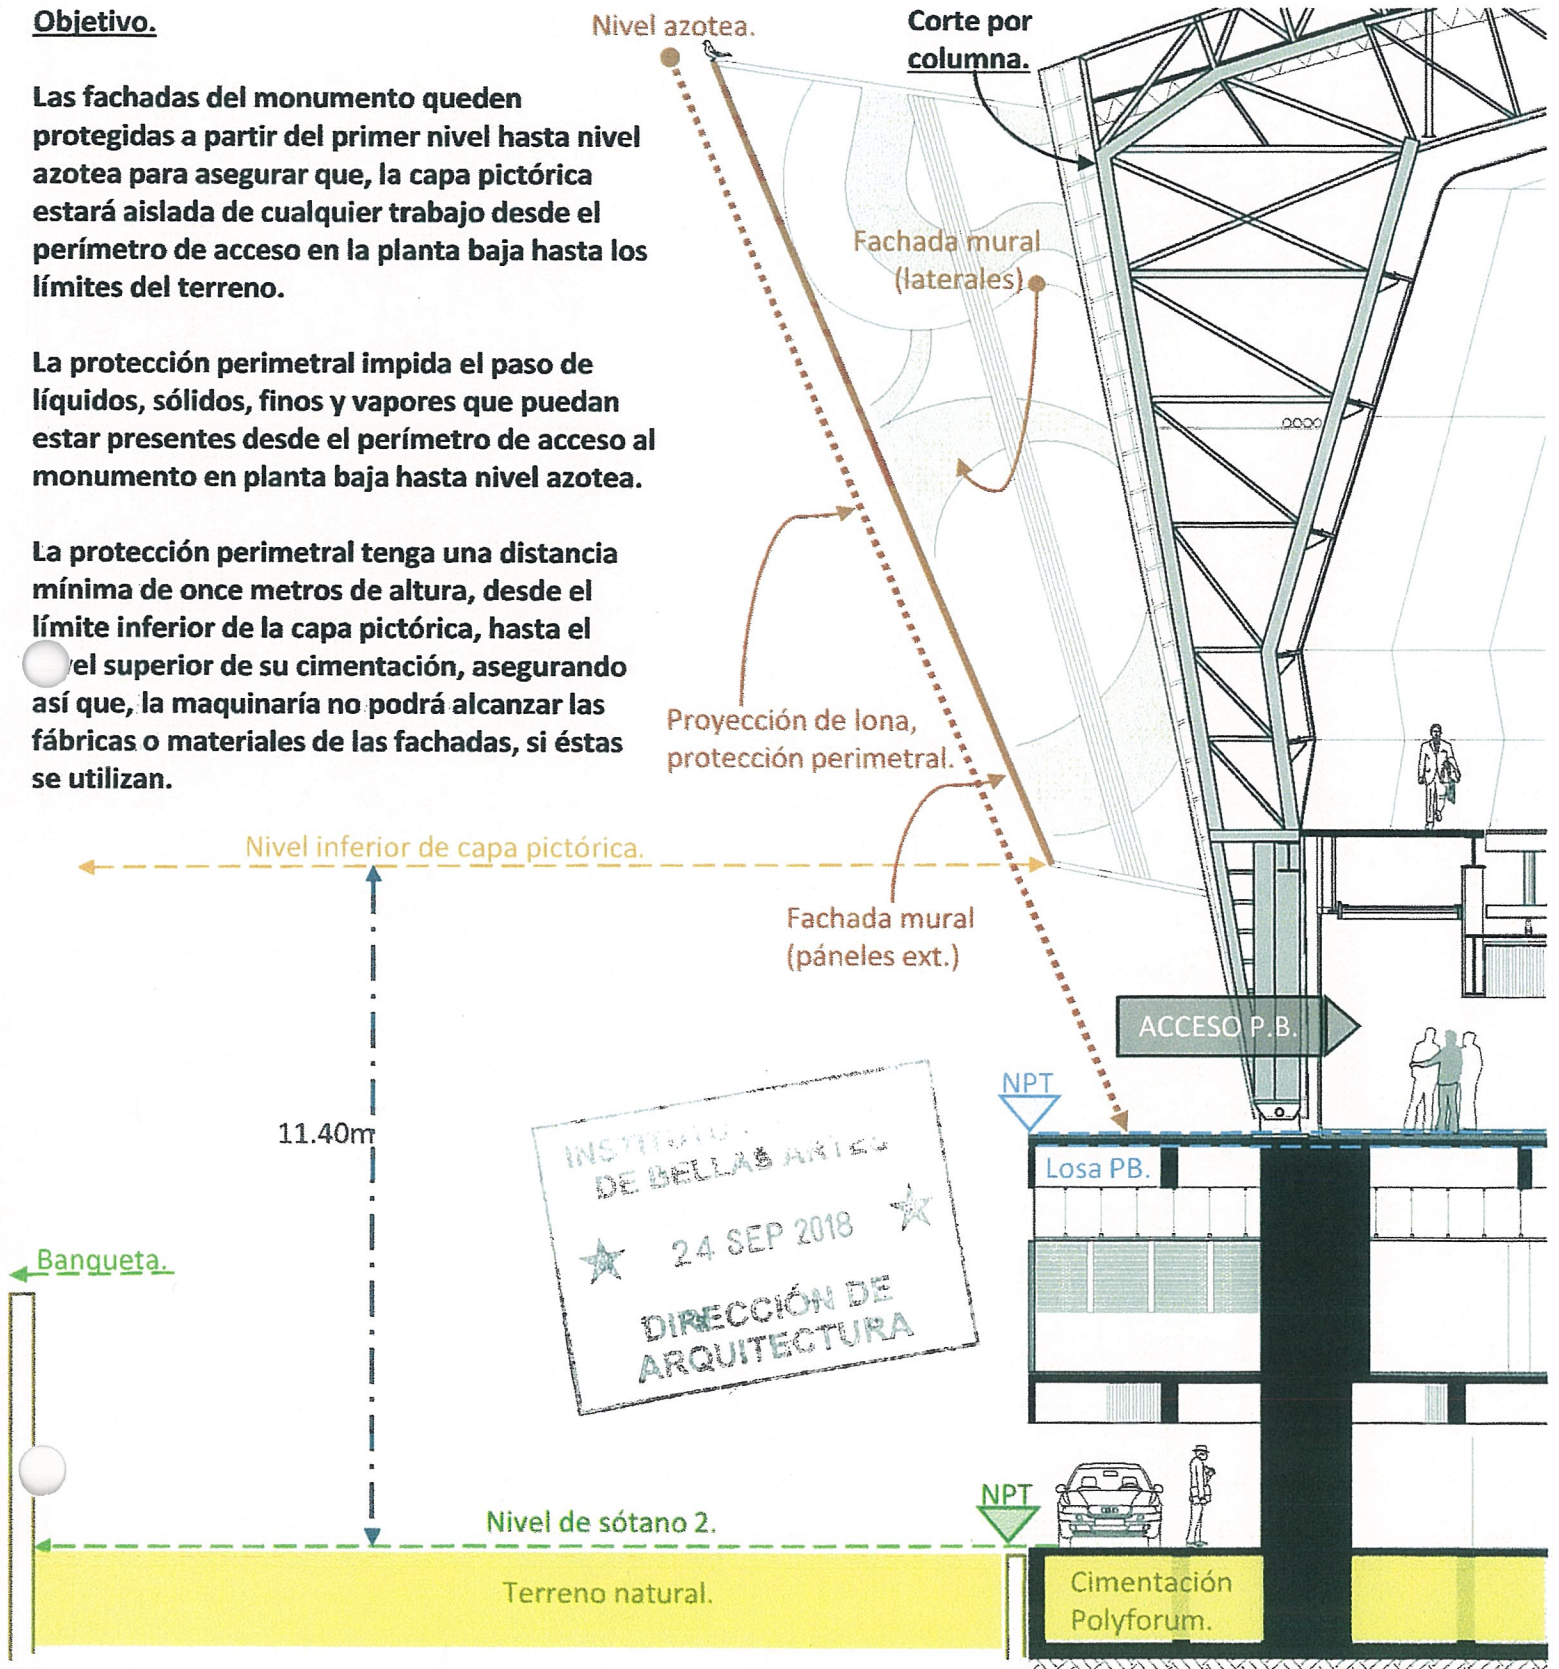 Objetivo.
Las fachadas del monumento queden
protegidas a partir del primer nivel hasta nivel
azotea para asegurar que, la capa pictórica
estará aislada de cualquier trabajo desde el
perímetro de acceso en la planta baja hasta los
límites del terreno.
La protección perimetral impida el paso de
líquidos, sólidos, finos y vapores que puedan
estar presentes desde el perímetro de acceso al
monumento en planta baja hasta nivel azotea.
La protección perimetral tenga una distancia
mínima de once metros de altura, desde el
límite inferior de la capa pictórica, hasta el
vel superior de su cimentación, asegurando
así que, la maquinaría no podrá alcanzar las
fábricas o materiales de las fachadas, si éstas
se utilizan.
Nivel azotea.
Corte por
columna.
Fachada mural
(laterales)
Proyección de lona,
protección perimetral.
Nivel inferior de capa pictórica.
Fachada mural
(páneles ext.)
ACCESO P.B.
NPT
Losa PB.
11.40m
INSTITUTO
DE BELLAS ARTES
24 SEP 2018
DIRECCIÓN DE
ARQUITECTURA
Banqueta.
NPT
Nivel de sótano 2.
Terreno natural.
Cimentación
Polyforum.